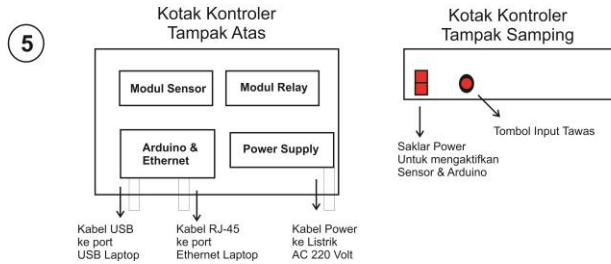 5
Kotak Kontroler
Tampak Atas
Modul Sensor
Modul Relay
Arduino &
Ethernet
Power Supply
Kabel USB
ke port
USB Laptop
Kabel RJ-45
ke port
Ethernet Laptop
Kabel Power
ke Listrik
AC 220 Volt
Kotak Kontroler
Tampak Samping
Saklar Power
Untuk mengaktifkan
Sensor & Arduino
Tombol Input Tawas